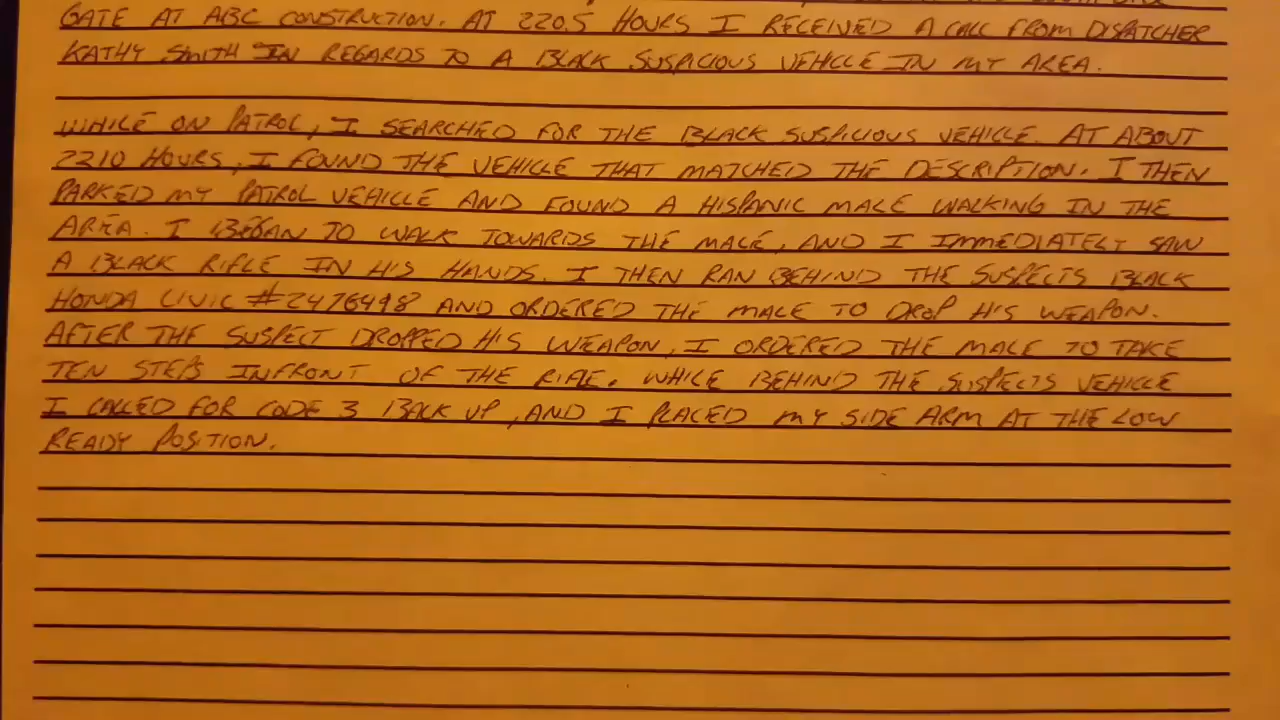 GATE AT ABC CONSTRUCTION. AT 2205 HOURS I RECEIVED A CALL FROM DISPATCHER
KATHY SMITH IN REGARDS TO A BLACK SUSPICIOUS VEHICLE IN MY AREA.
WHILE ON PATROL, I SEARCHED FOR THE BLACK SUSPICIOUS VEHICLE. AT ABOUT
2210 HOURS, I FOUND THE VEHICLE THAT MATCHED THE DESCRIPTION. I THEN
PARKED MY PATROL VEHICLE AND FOUND A HISPANIC MALE WALKING IN THE
AREA. I BEGAN TO WALK TOWARDS THE MALE, AND I IMMEDIATELY SAW
A BLACK RIFLE IN HIS HANDS. I THEN RAN BEHIND THE SUSPECTS BLACK
HONDA CIVIC #2476498 AND ORDERED THE MALE TO DROP HIS WEAPON.
AFTER THE SUSPECT DROPPED HIS WEAPON, I ORDERED THE MALE TO TAKE
TEN STEPS INFRONT OF THE RIFLE. WHILE BEHIND THE SUSPECTS VEHICLE
I CALLED FOR CODE 3 BACK UP, AND I PLACED MY SIDE ARM AT THE LOW
READY POSITION.